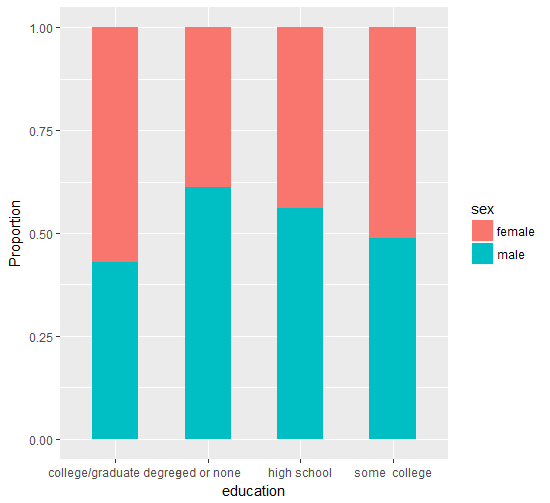 1.00
0.75
0.50
0.25
0.00
Proportion
college/graduate degree
ged or none
high school
some  college
education
sex
female
male